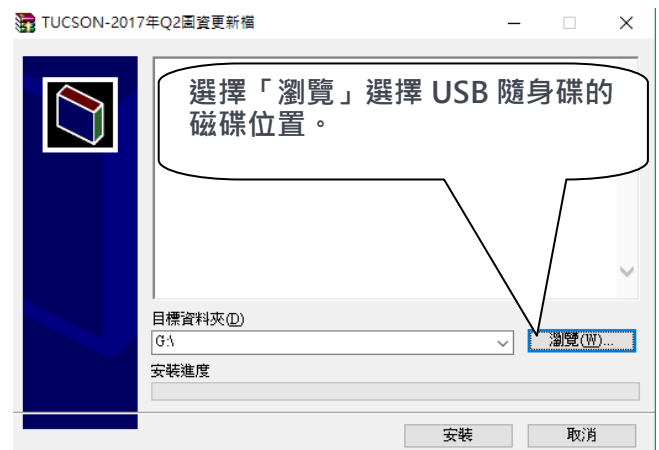 TUCSON-2017年Q2圖資更新檔
選擇「瀏覽」選擇 USB 隨身碟的
磁碟位置。
目標資料夾(D)
G:\
瀏覽(W)...
安裝進度
安裝
取消